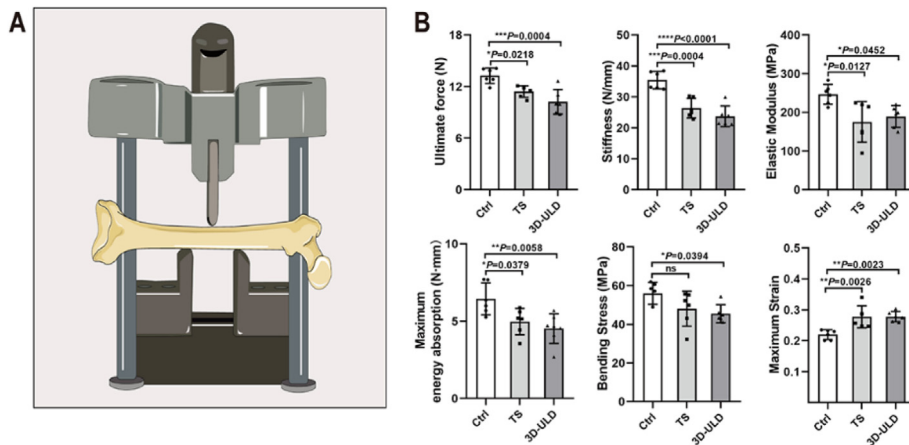 A
B
Ultimate force (N)
18
12
6
0
***P=0.0004
*P=0.0218
Ctrl
TS
3D-ULD
Stiffness (N/mm)
50
40
30
20
10
0
****P<0.0001
***P=0.0004
Ctrl
TS
3D-ULD
Elastic Modulus (MPa)
400
300
200
100
0
*P=0.0452
*P=0.0127
Ctrl
TS
3D-ULD
Maximum
energy absorption (N·mm)
10
5
0
**P=0.0058
*P=0.0379
Ctrl
TS
3D-ULD
Bending Stress (MPa)
80
60
40
20
0
*P=0.0394
ns
Ctrl
TS
3D-ULD
Maximum Strain
0.5
0.4
0.3
0.2
0.1
**P=0.0023
**P=0.0026
Ctrl
TS
3D-ULD